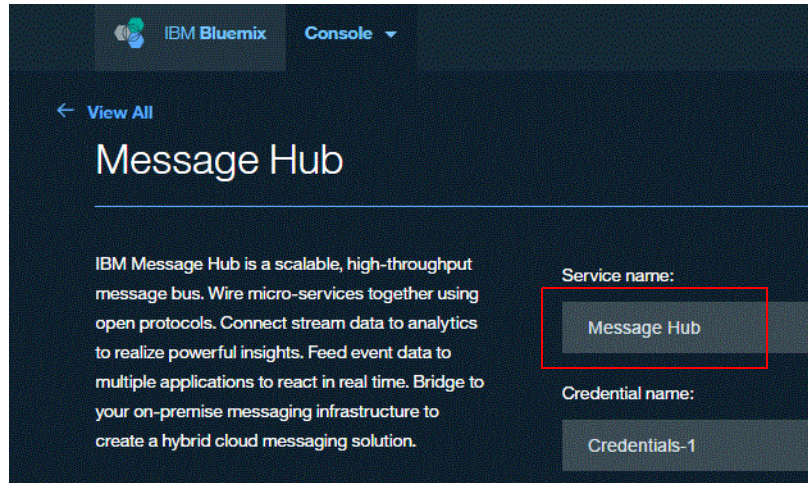 IBM Bluemix Console
View All
Message Hub
IBM Message Hub is a scalable, high-throughput
message bus. Wire micro-services together using
open protocols. Connect stream data to analytics
to realize powerful insights. Feed event data to
multiple applications to react in real time. Bridge to
your on-premise messaging infrastructure to
create a hybrid cloud messaging solution.
Service name:
Message Hub
Credential name:
Credentials-1